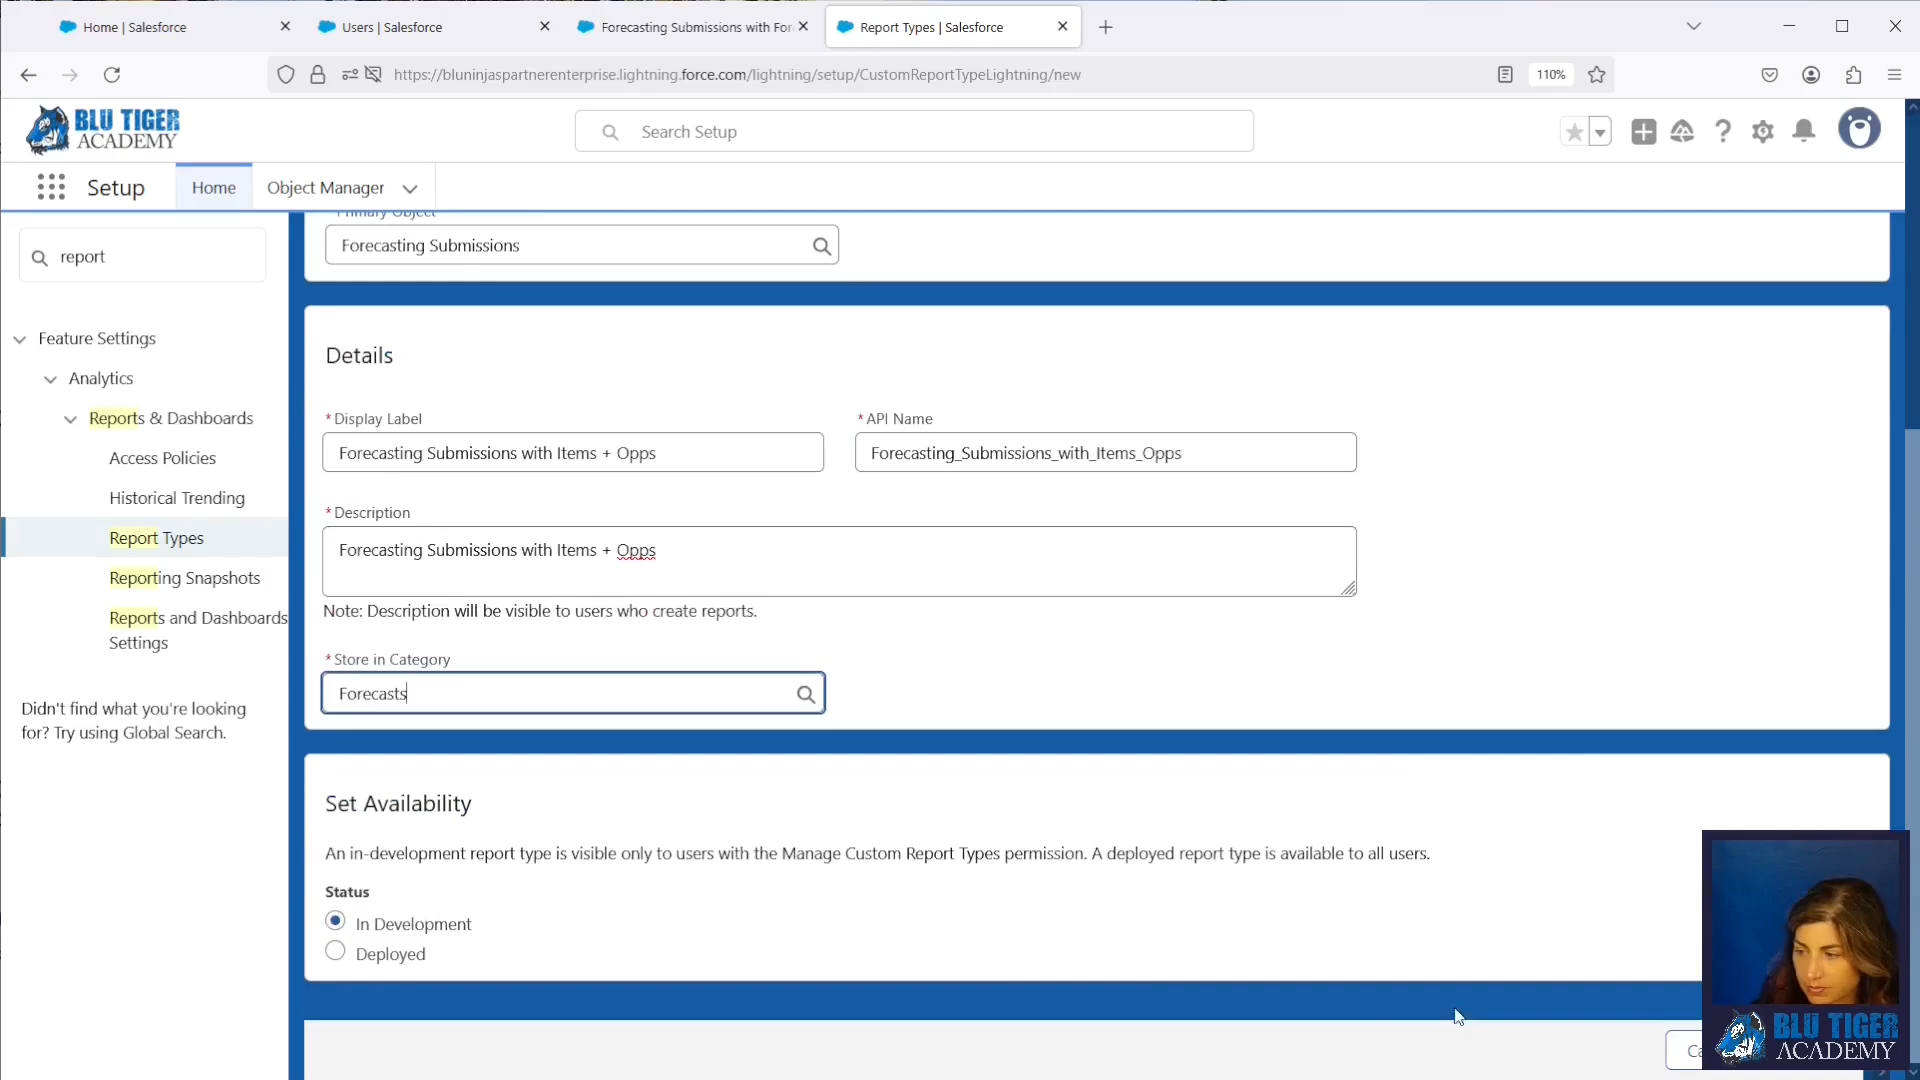 Home | Salesforce
Users | Salesforce
Forecasting Submissions with For
Report Types | Salesforce
https://bluninjaspartnerenterprise.lightning.force.com/lightning/setup/CustomReportTypeLightning/new
110%
BLU TIGER
ACADEMY
Search Setup
Setup
Home
Object Manager
Primary Object
report
Forecasting Submissions
Feature Settings
Analytics
Reports & Dashboards
Access Policies
Historical Trending
Report Types
Reporting Snapshots
Reports and Dashboards
Settings
Didn't find what you're looking
for? Try using Global Search.
Details
*Display Label
Forecasting Submissions with Items + Opps
*API Name
Forecasting_Submissions_with_Items_Opps
*Description
Forecasting Submissions with Items + Opps
Note: Description will be visible to users who create reports.
*Store in Category
Forecasts
Set Availability
An in-development report type is visible only to users with the Manage Custom Report Types permission. A deployed report type is available to all users.
Status
In Development
Deployed
BLU TIGER
ACADEMY